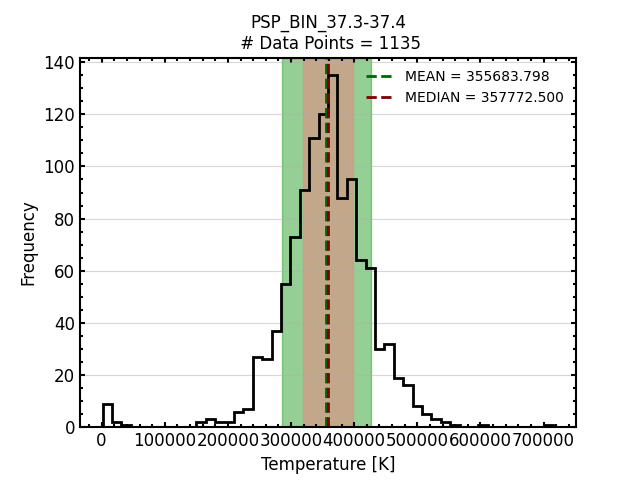 PSP_BIN_37.3-37.4
# Data Points = 1135
MEAN = 355683.798
MEDIAN = 357772.500
140
120
100
80
60
40
20
0
Frequency
0 100000 200000 300000 400000 500000 600000 700000
Temperature [K]